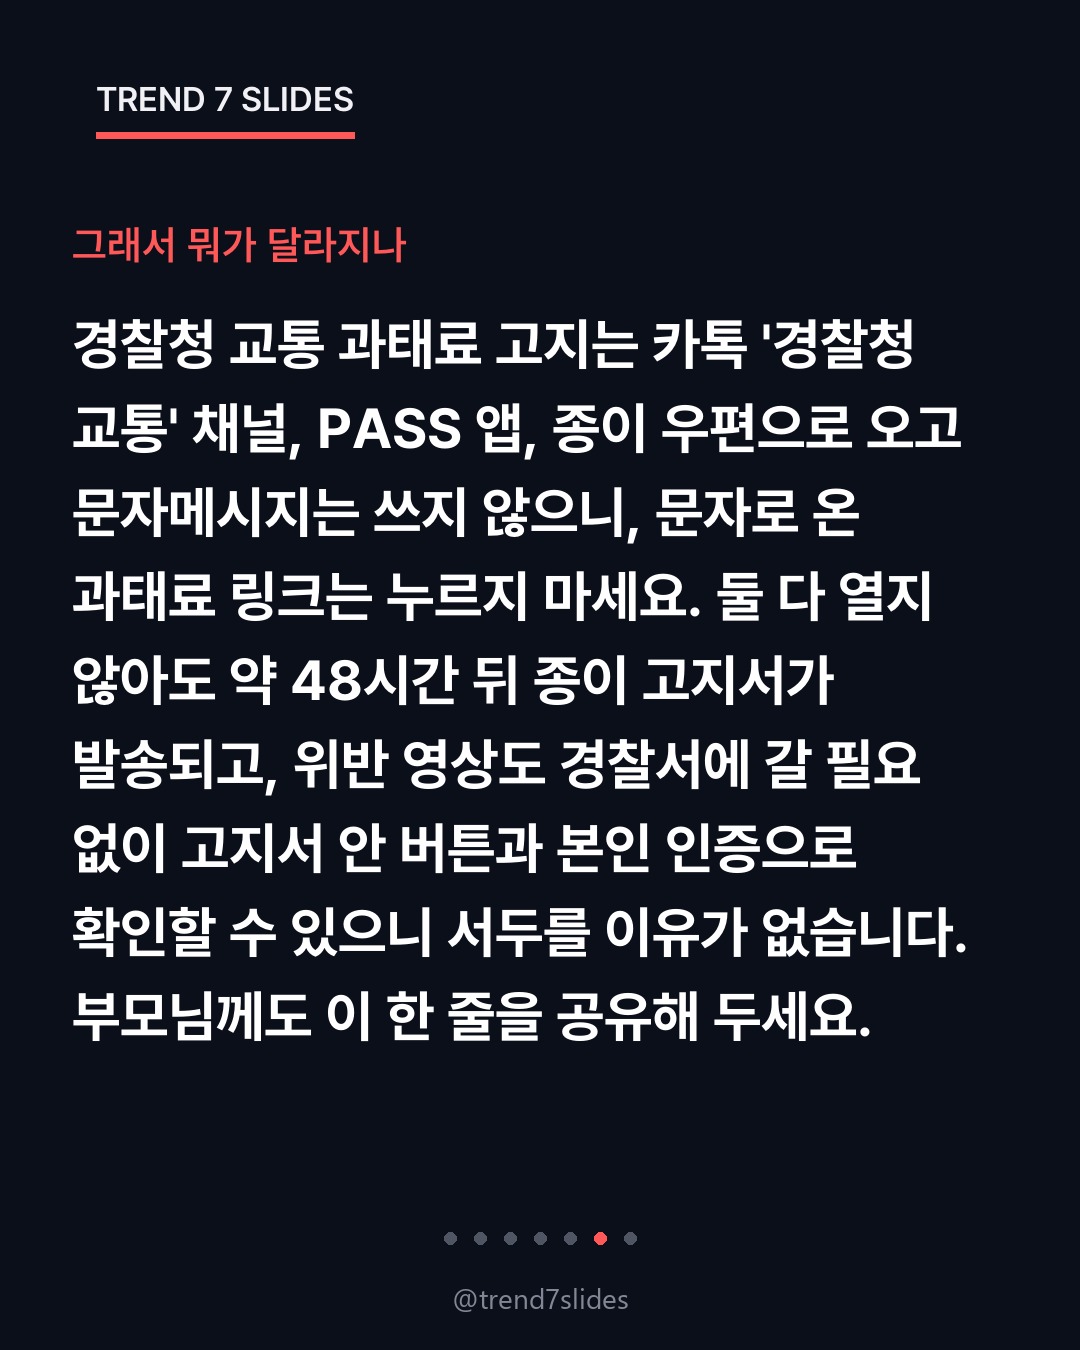 TREND 7 SLIDES
그래서 뭐가 달라지나
경찰청 교통 과태료 고지는 카톡 '경찰청
교통' 채널, PASS 앱, 종이 우편으로 오고
문자메시지는 쓰지 않으니, 문자로 온
과태료 링크는 누르지 마세요. 둘 다 열지
않아도 약 48시간 뒤 종이 고지서가
발송되고, 위반 영상도 경찰서에 갈 필요
없이 고지서 안 버튼과 본인 인증으로
확인할 수 있으니 서두를 이유가 없습니다.
부모님께도 이 한 줄을 공유해 두세요.
@trend7slides